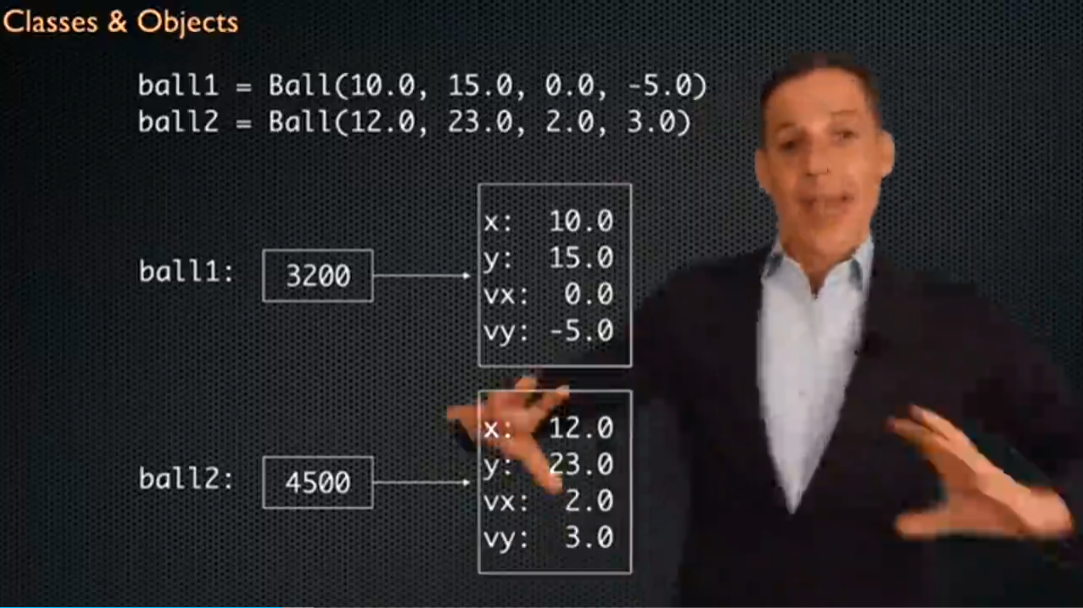 Classes & Objects
ball1 = Ball(10.0, 15.0, 0.0, -5.0)
ball2 = Ball(12.0, 23.0, 2.0, 3.0)
ball1: 3200
x: 10.0
y: 15.0
vx: 0.0
vy: -5.0
ball2: 4500
x: 12.0
y: 23.0
vx: 2.0
vy: 3.0